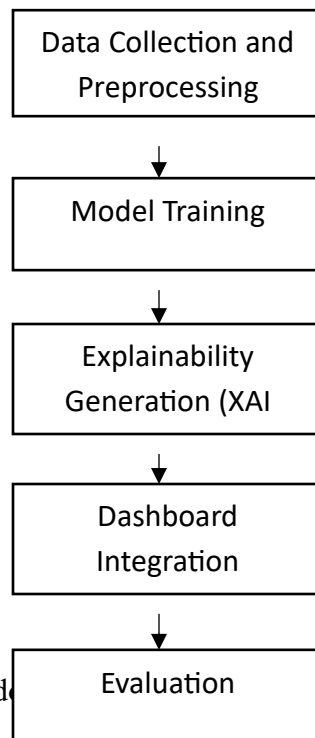 Data Collection and
Preprocessing
Model Training
Explainability
Generation (XAI
Dashboard
Integration
Evaluation